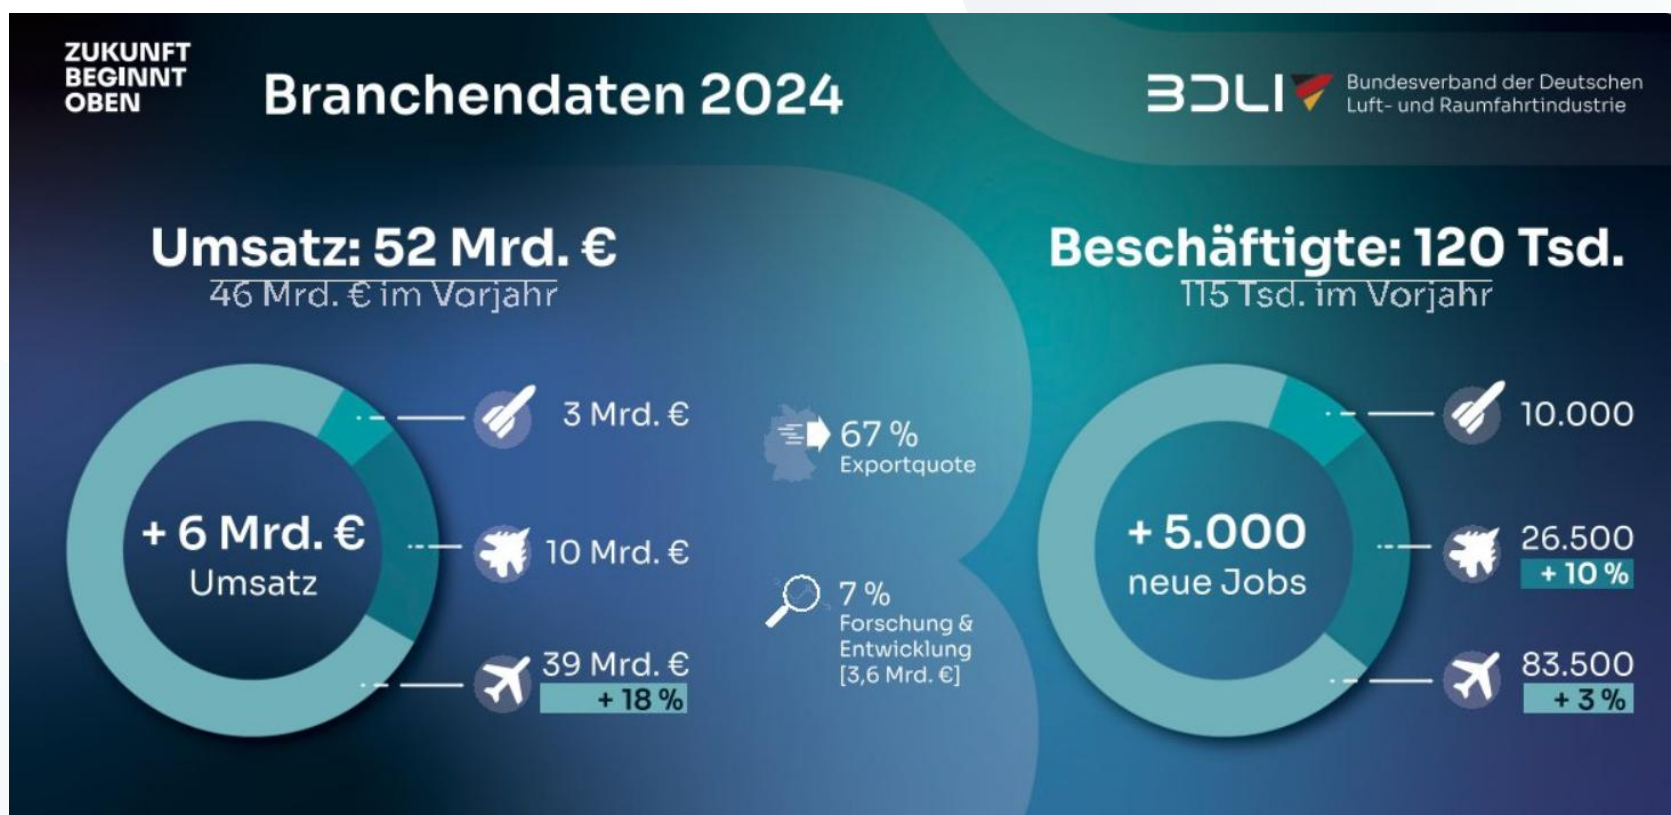 ZUKUNFT
BEGINNT
OBEN
Branchendaten 2024
BDLI
Bundesverband der Deutschen
Luft- und Raumfahrtindustrie
Umsatz: 52 Mrd. €
46 Mrd. € im Vorjahr
+ 6 Mrd. €
Umsatz
3 Mrd. €
10 Mrd. €
39 Mrd. €
+ 18 %
67 %
Exportquote
7 %
Forschung &
Entwicklung
[3,6 Mrd. €]
Beschäftigte: 120 Tsd.
115 Tsd. im Vorjahr
+ 5.000
neue Jobs
10.000
26.500
+ 10 %
83.500
+ 3 %